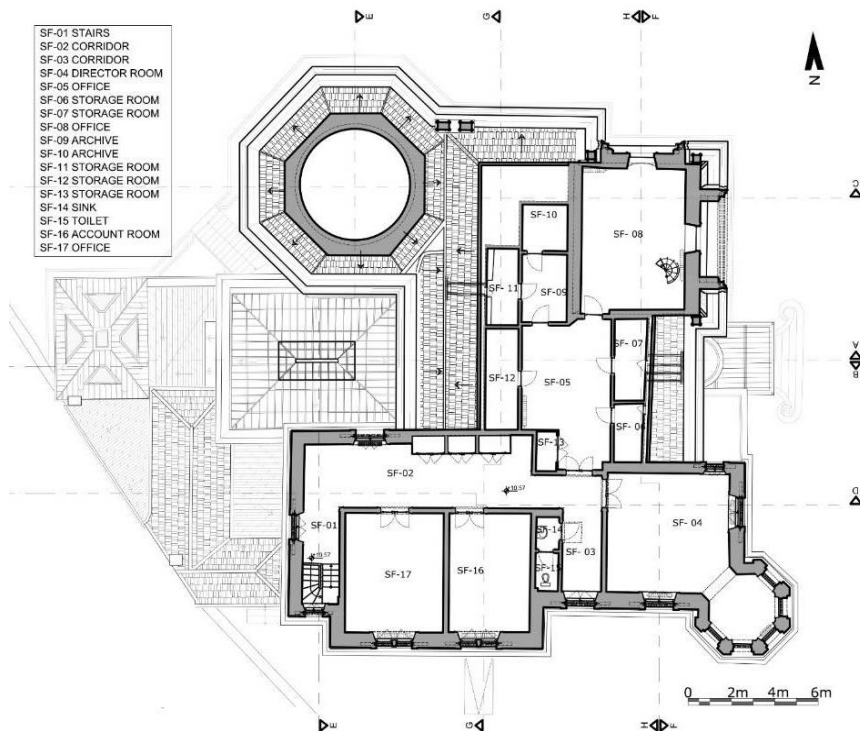 E
G
H
F
SF-01 STAIRS
SF-02 CORRIDOR
SF-03 CORRIDOR
SF-04 DIRECTOR ROOM
SF-05 OFFICE
SF-06 STORAGE ROOM
SF-07 STORAGE ROOM
SF-08 OFFICE
SF-09 ARCHIVE
SF-10 ARCHIVE
SF-11 STORAGE ROOM
SF-12 STORAGE ROOM
SF-13 STORAGE ROOM
SF-14 SINK
SF-15 TOILET
SF-16 ACCOUNT ROOM
SF-17 OFFICE
N
C
SF-10
SF- 08
SF- 11
SF-09
SF- 07
A
B
SF-12
SF-05
SF- 06
SF-13
SF-02
10.57
D
SF-01
SF-14
SF- 04
10.57
SF- 03
SF-17
SF-16
SF-15
0 2m 4m 6m
E
G
H
F